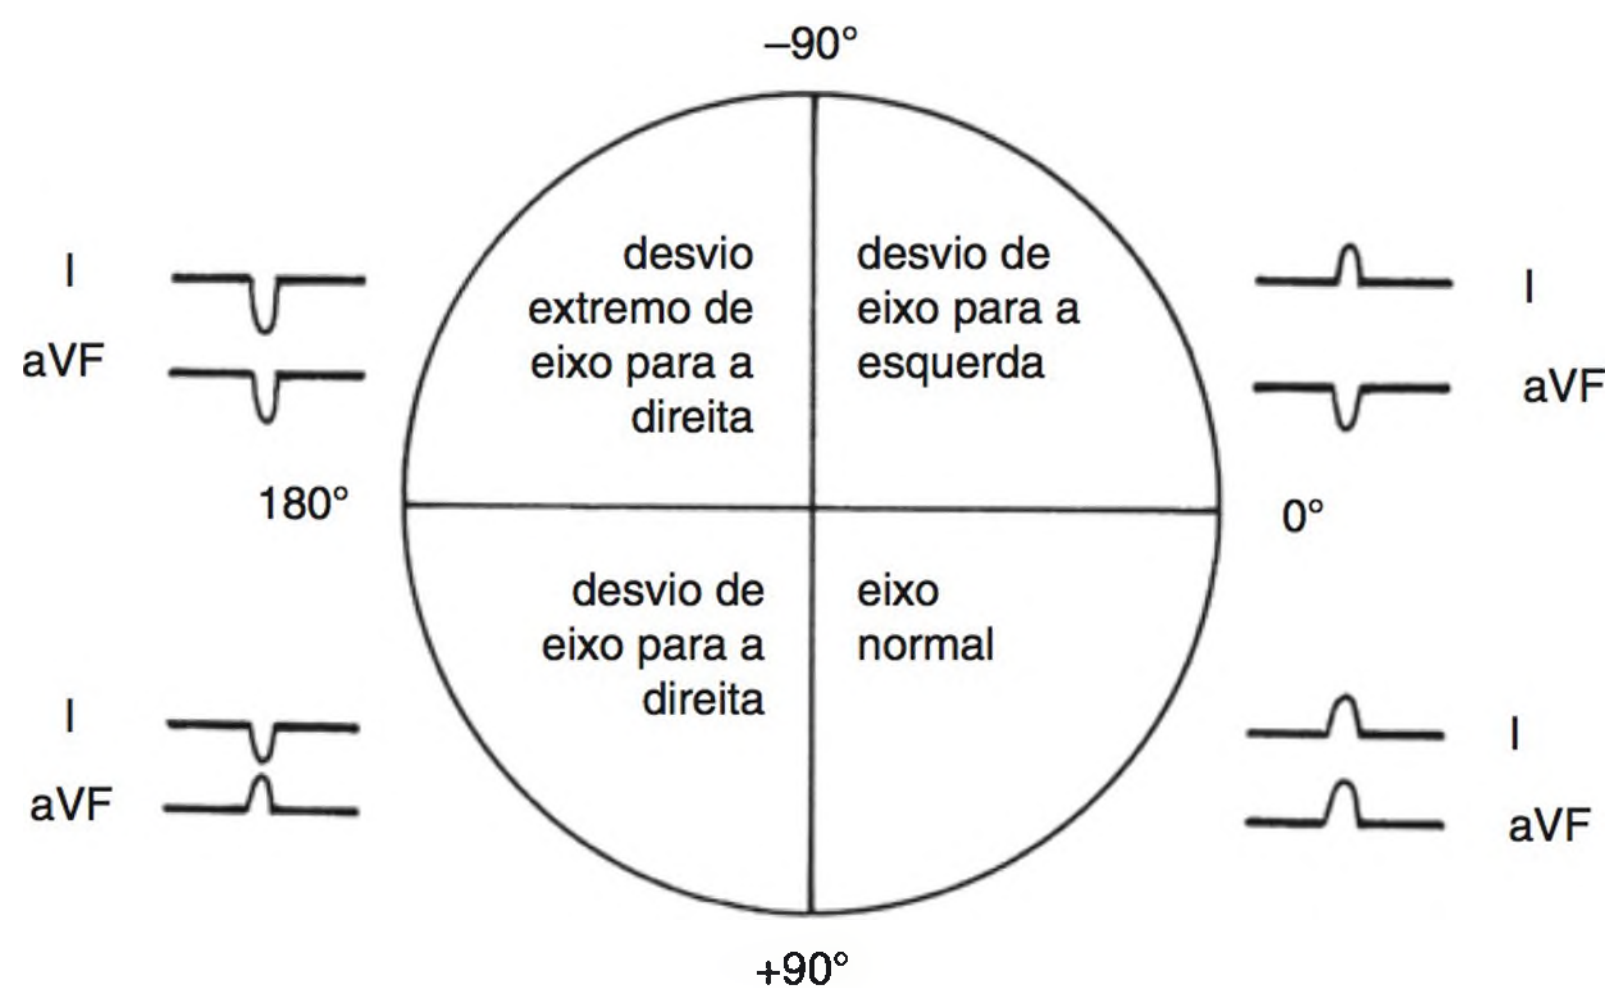 –90°
I
aVF
desvio
extremo de
eixo para a
direita
desvio de
eixo para a
esquerda
I
aVF
180°
0°
desvio de
eixo para a
direita
eixo
normal
I
aVF
I
aVF
+90°